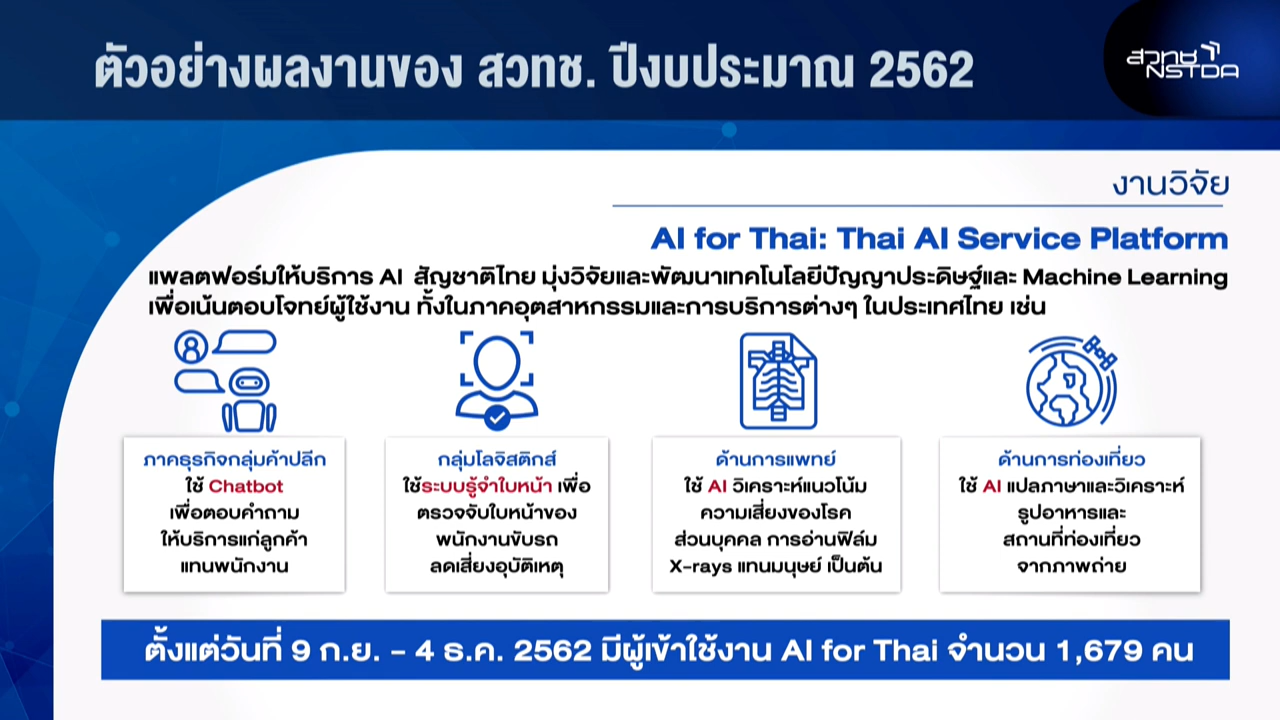 ตัวอย่างผลงานของ สวทช. ปีงบประมาณ 2562
สวทช
NSTDA
งานวิจัย
AI for Thai: Thai AI Service Platform
แพลตฟอร์มให้บริการ AI สัญชาติไทย มุ่งวิจัยและพัฒนาเทคโนโลยีปัญญาประดิษฐ์และ Machine Learning
เพื่อเน้นตอบโจทย์ผู้ใช้งาน ทั้งในภาคอุตสาหกรรมและการบริการต่างๆ ในประเทศไทย เช่น
ภาคธุรกิจกลุ่มค้าปลีก
ใช้ Chatbot
เพื่อตอบคำถาม
ให้บริการแก่ลูกค้า
แทนพนักงาน
กลุ่มโลจิสติกส์
ใช้ระบบรู้จำใบหน้า เพื่อ
ตรวจจับใบหน้าของ
พนักงานขับรถ
ลดเสี่ยงอุบัติเหตุ
ด้านการแพทย์
ใช้ AI วิเคราะห์แนวโน้ม
ความเสี่ยงของโรค
ส่วนบุคคล การอ่านฟิล์ม
X-rays แทนมนุษย์ เป็นต้น
ด้านการท่องเที่ยว
ใช้ AI แปลภาษาและวิเคราะห์
รูปอาหารและ
สถานที่ท่องเที่ยว
จากภาพถ่าย
ตั้งแต่วันที่ 9 ก.ย. - 4 ธ.ค. 2562 มีผู้เข้าใช้งาน AI for Thai จำนวน 1,679 คน